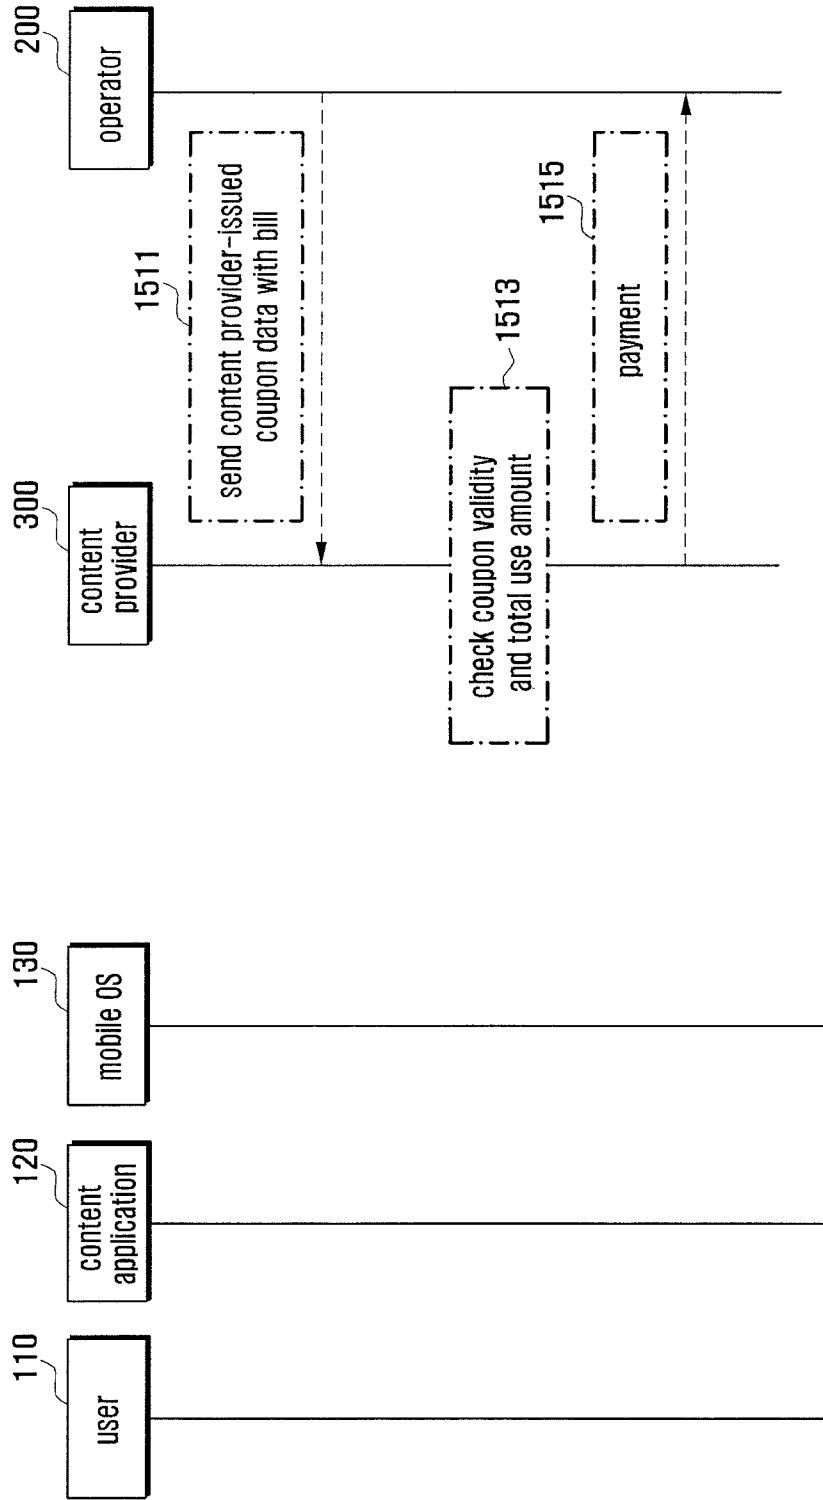 110
user
120
content
application
130
mobile OS
300
content
provider
200
operator
1511
send content provider-issued
coupon data with bill
1513
check coupon validity
and total use amount
1515
payment